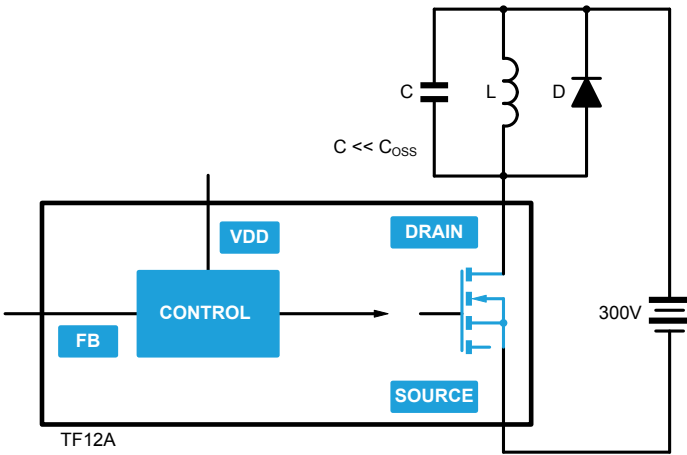 C
L
D
C << COSS
VDD
DRAIN
CONTROL
300V
FB
SOURCE
TF12A